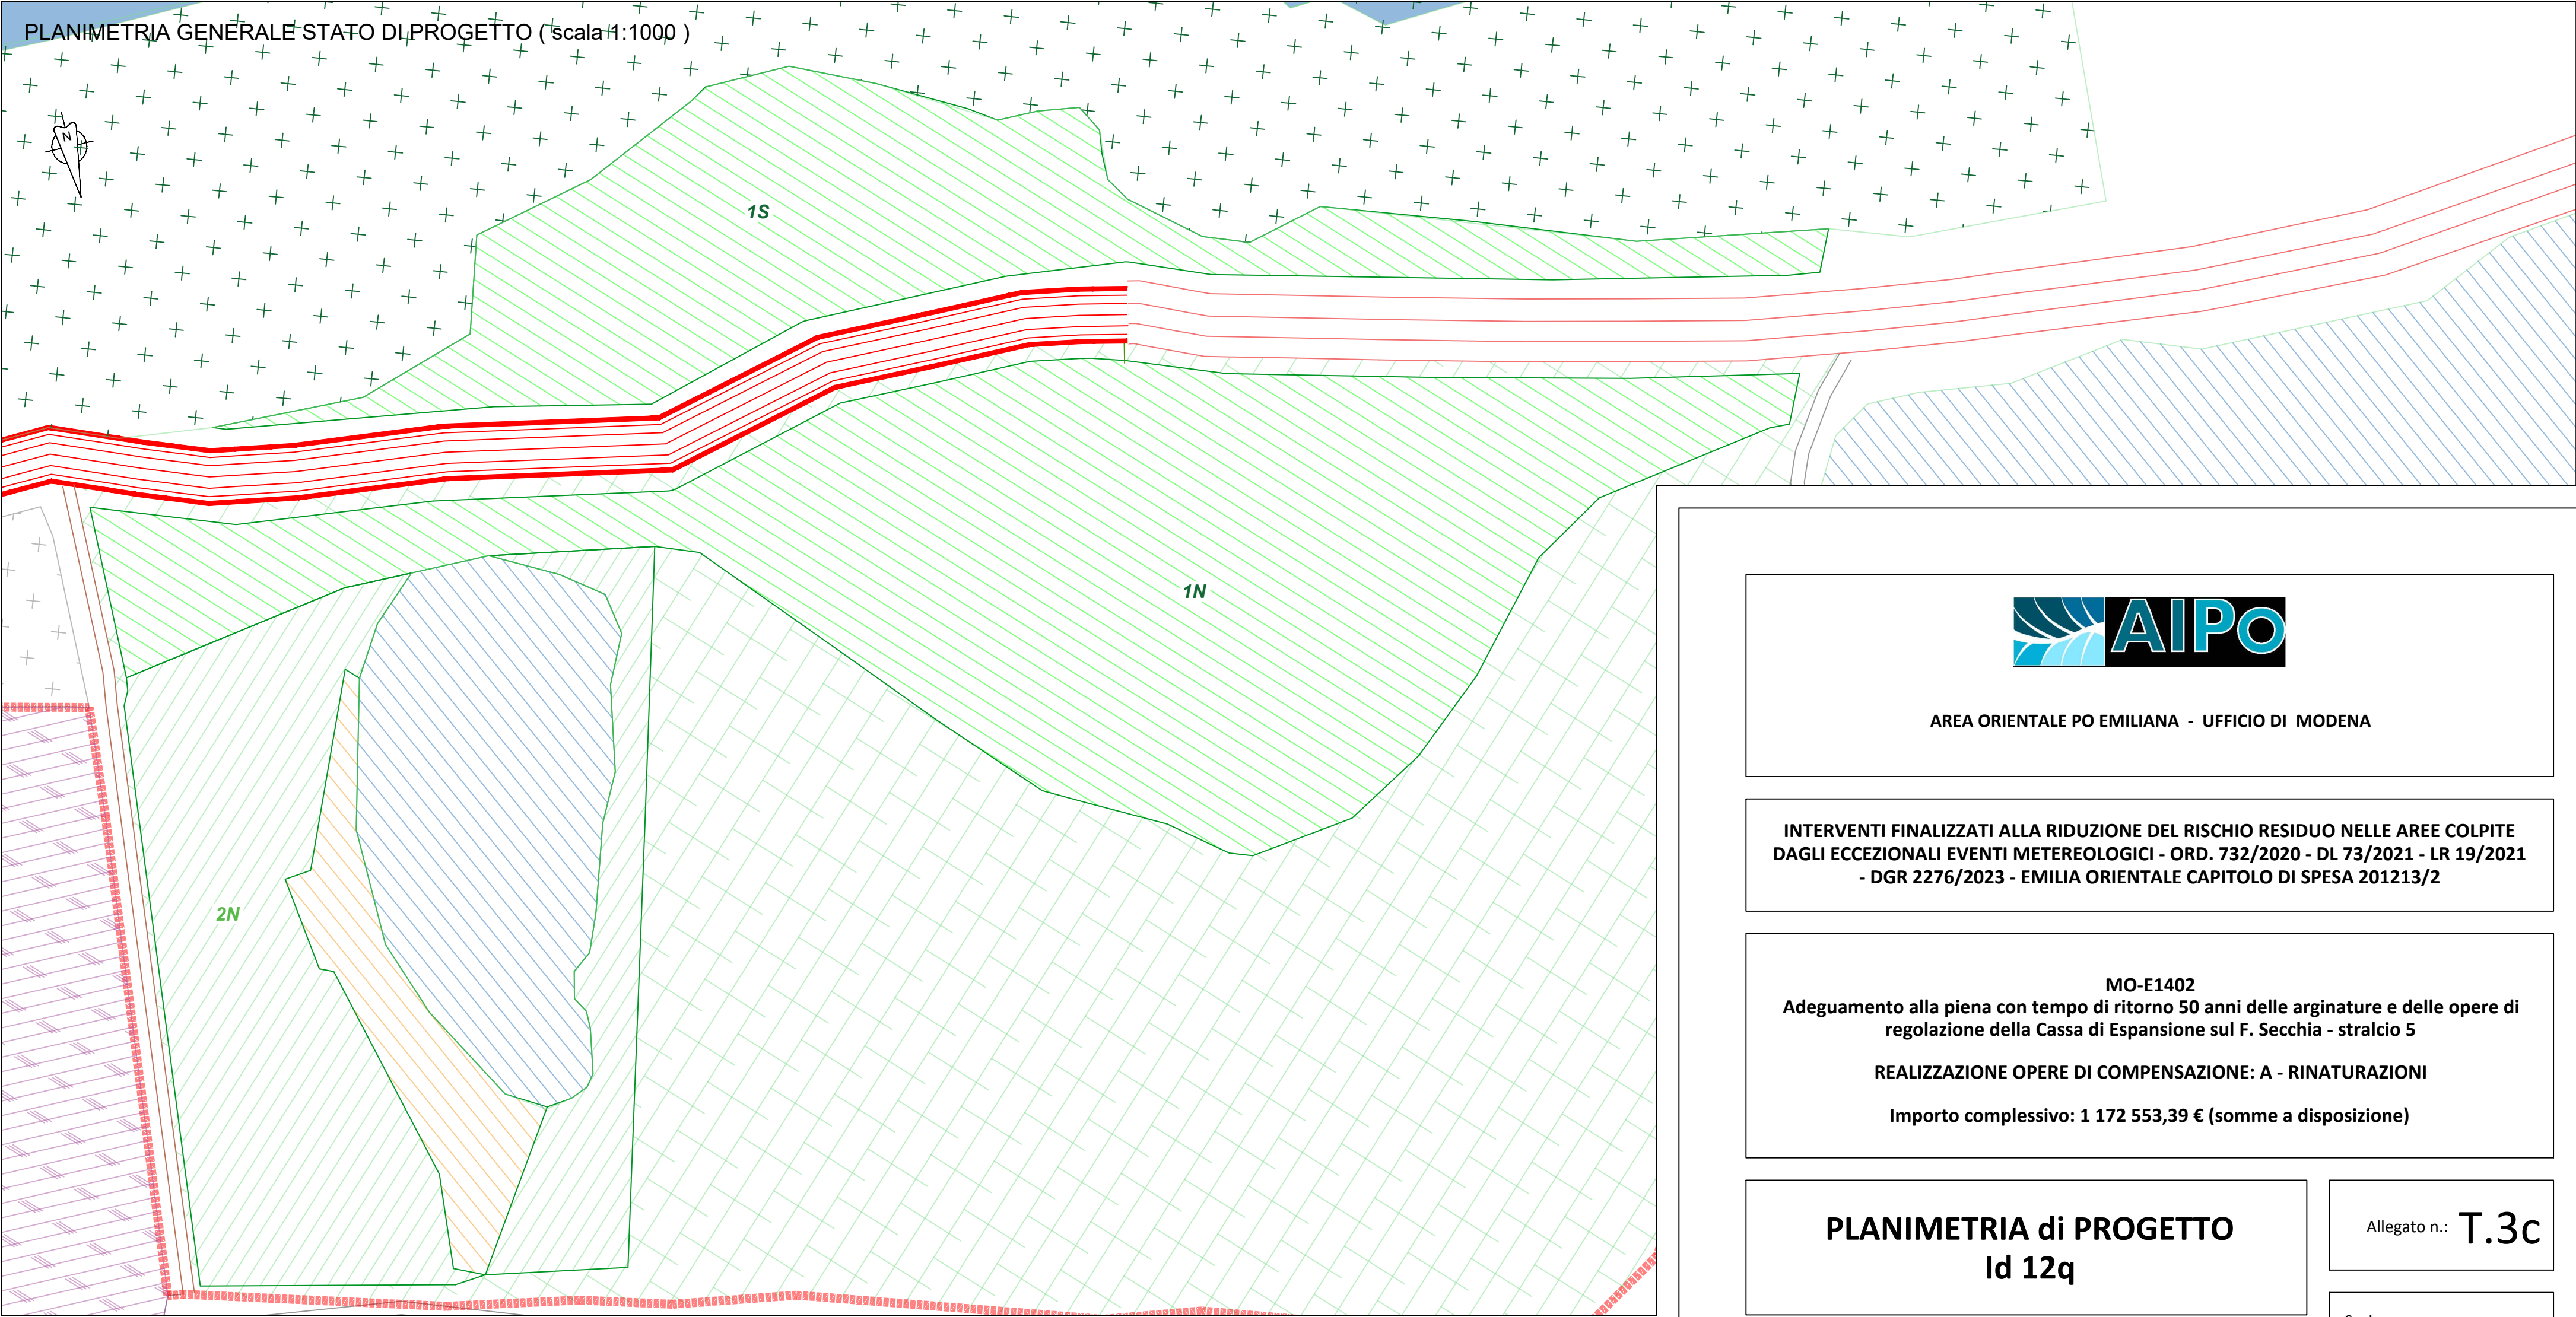 PLANIMETRIA GENERALE STATO DI PROGETTO ( scala 1:1000 )
N
1S
1N
2N
AIPo
AREA ORIENTALE PO EMILIANA - UFFICIO DI MODENA
INTERVENTI FINALIZZATI ALLA RIDUZIONE DEL RISCHIO RESIDUO NELLE AREE COLPITE
DAGLI ECCEZIONALI EVENTI METEREOLOGICI - ORD. 732/2020 - DL 73/2021 - LR 19/2021
- DGR 2276/2023 - EMILIA ORIENTALE CAPITOLO DI SPESA 201213/2
MO-E1402
Adeguamento alla piena con tempo di ritorno 50 anni delle arginature e delle opere di
regolazione della Cassa di Espansione sul F. Secchia - stralcio 5
REALIZZAZIONE OPERE DI COMPENSAZIONE: A - RINATURAZIONI
Importo complessivo: 1 172 553,39 € (somme a disposizione)
PLANIMETRIA di PROGETTO
Id 12q
Allegato n.: T.3c